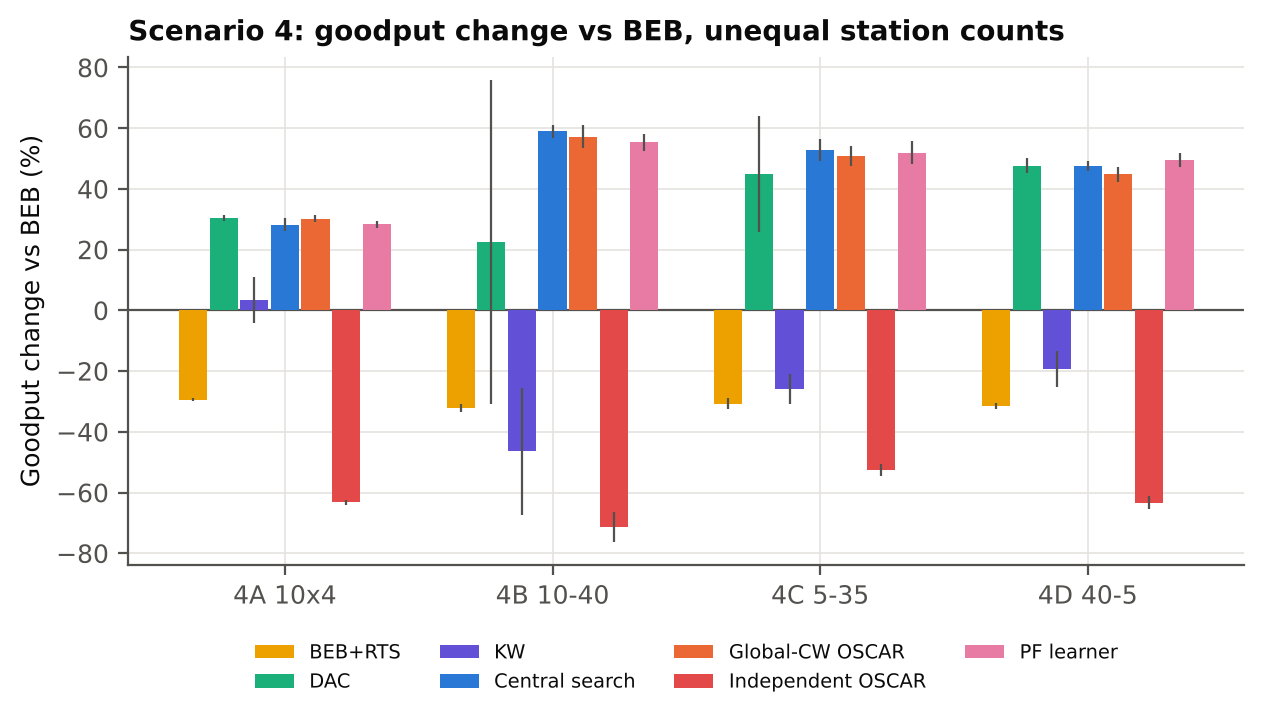 Scenario 4: goodput change vs BEB, unequal station counts
Goodput change vs BEB (%)
80
60
40
20
0
−20
−40
−60
−80
4A 10x4
4B 10-40
4C 5-35
4D 40-5
BEB+RTS
KW
Global-CW OSCAR
PF learner
DAC
Central search
Independent OSCAR